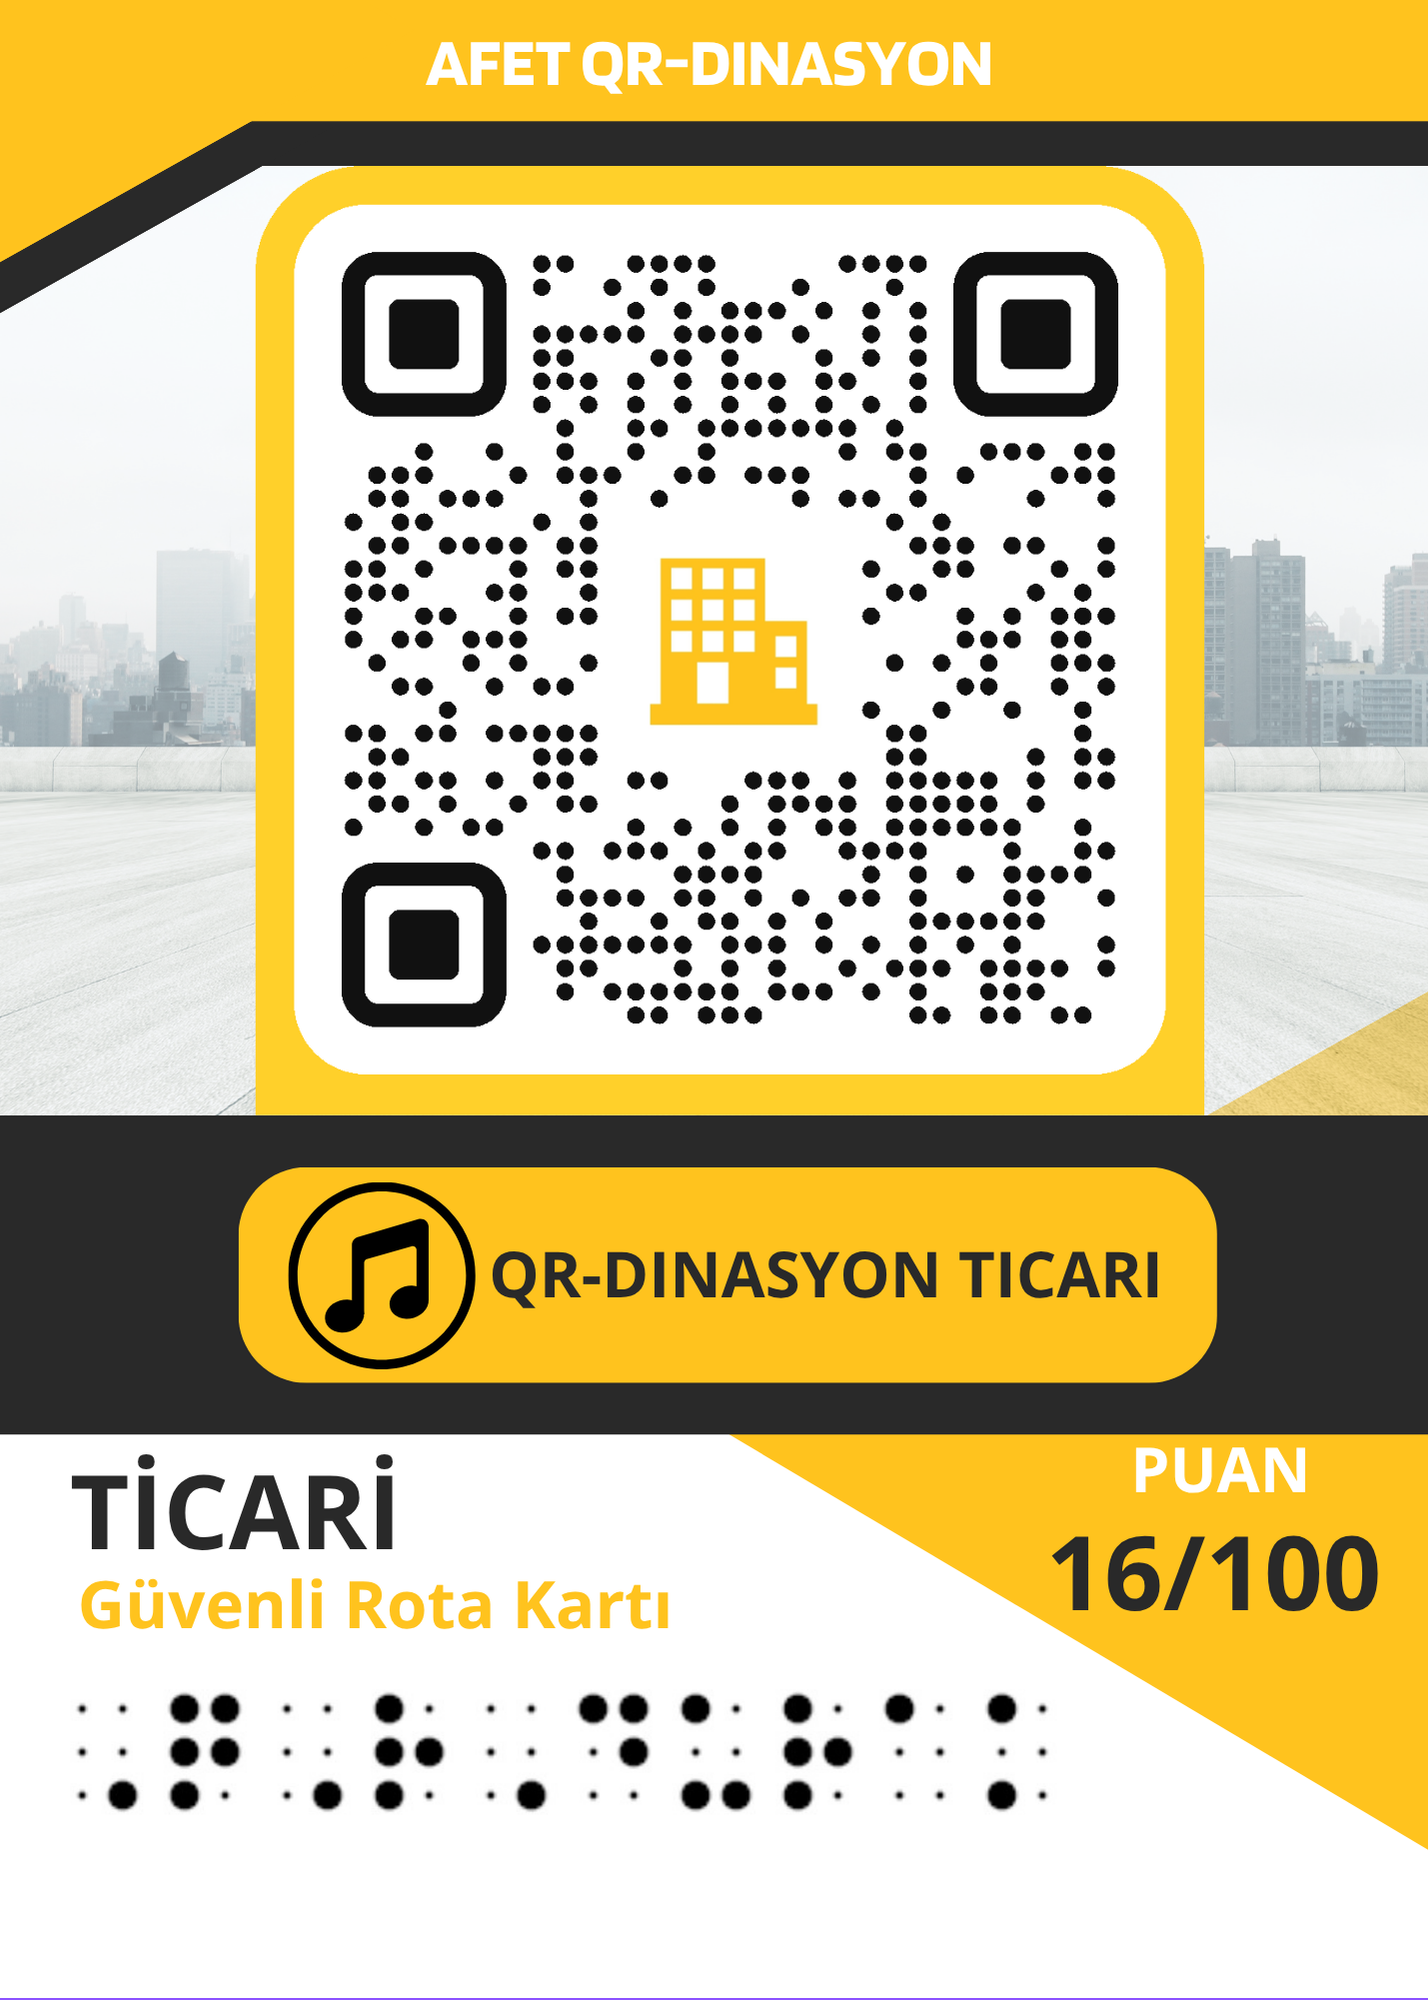 AFET QR-DINASYON
QR-DINASYON TICARI
TİCARİ
Güvenli Rota Kartı
PUAN
16/100
⠠⠟⠠⠗⠠⠙⠥⠗⠁⠅